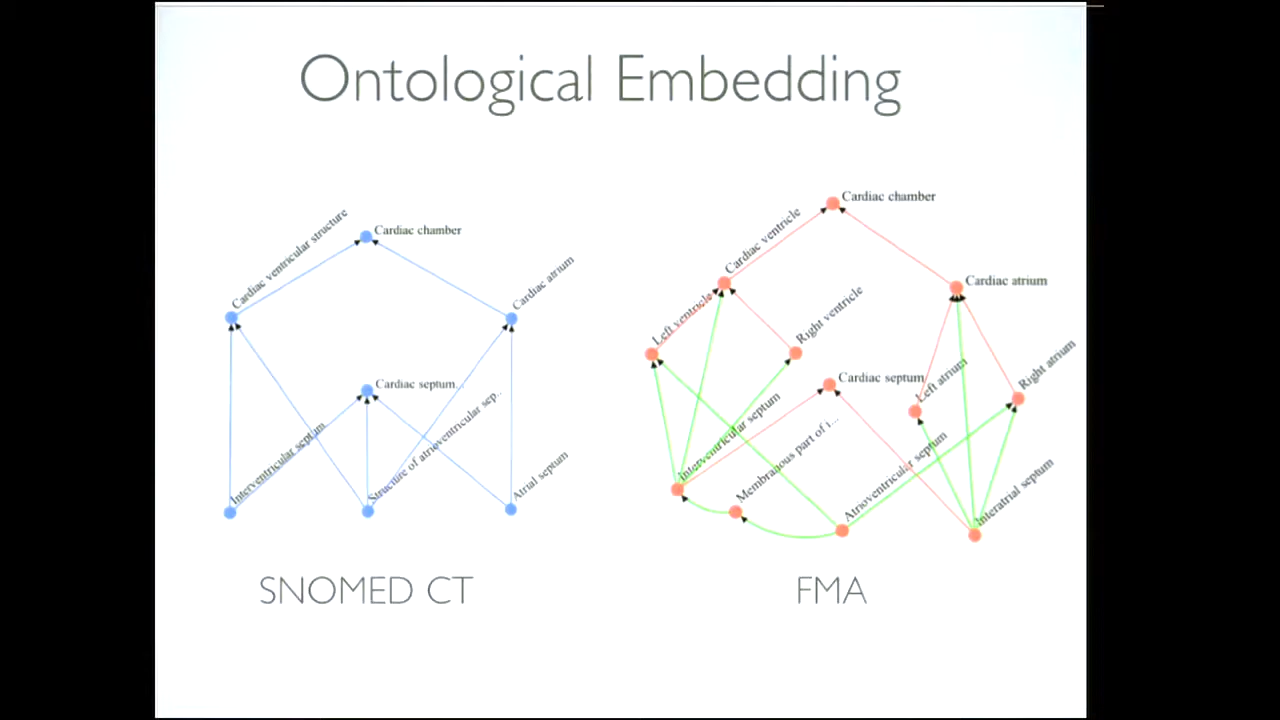 Ontological Embedding
Cardiac ventricular structure
Cardiac chamber
Cardiac atrium
Cardiac septum..
Interventricular septum
Structure of atrioventricular sep..
Atrial septum
SNOMED CT
Cardiac chamber
Cardiac ventricle
Cardiac atrium
Left ventricle
Right ventricle
Cardiac septum
Left atrium
Right atrium
Interventricular septum
Membranous part of i...
Atrioventricular septum
Interatrial septum
FMA